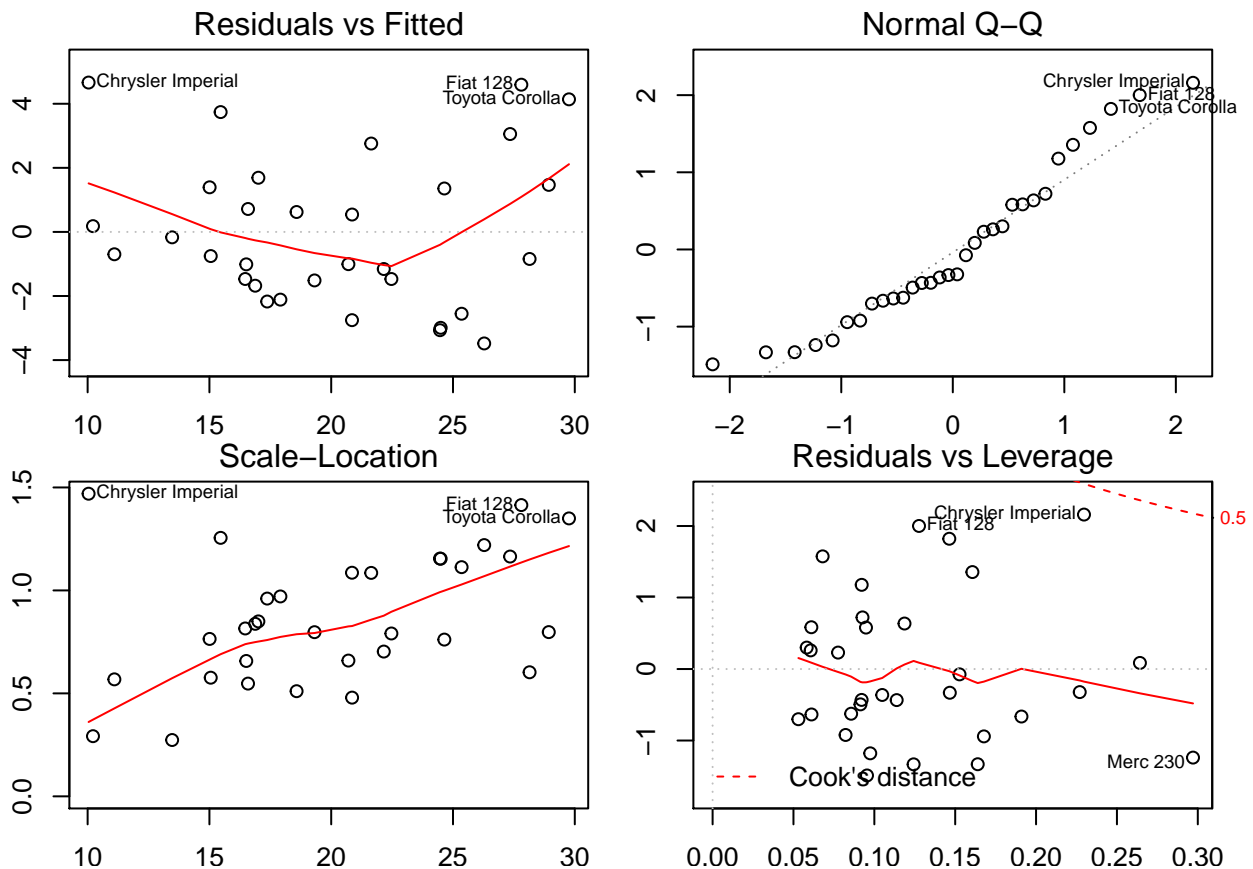 Residuals vs Fitted
Chrysler Imperial
Fiat 128
Toyota Corolla
4
2
0
−2
−4
10 15 20 25 30
Normal Q−Q
Chrysler Imperial
Fiat 128
Toyota Corolla
2
1
0
−1
−2 −1 0 1 2
Scale−Location
Chrysler Imperial
Fiat 128
Toyota Corolla
1.5
1.0
0.5
0.0
10 15 20 25 30
Residuals vs Leverage
Chrysler Imperial
Fiat 128
0.5
2
1
0
−1
Merc 230
Cook's distance
0.00 0.05 0.10 0.15 0.20 0.25 0.30